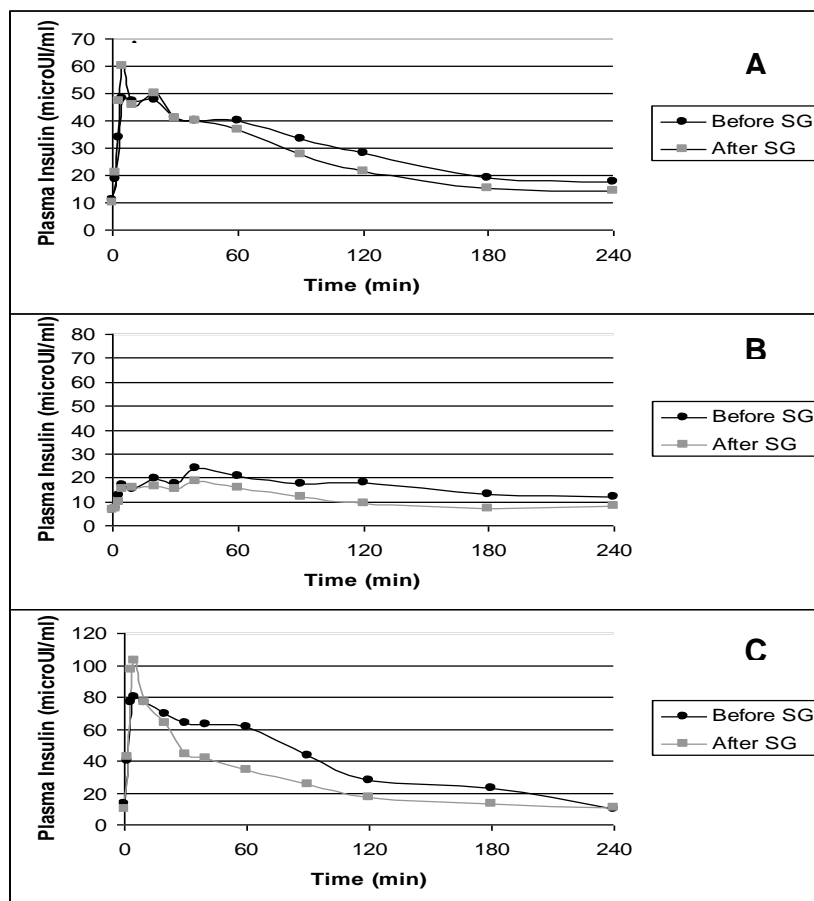 A
70
60
50
40
30
20
10
0
Plasma Insulin (microUI/ml)
0 60 120 180 240
Time (min)
Before SG
After SG
B
80
70
60
50
40
30
20
10
0
Plasma Insulin (microUI/ml)
0 60 120 180 240
Time (min)
Before SG
After SG
C
120
100
80
60
40
20
0
Plasma Insulin (microUI/ml)
0 60 120 180 240
Time (min)
Before SG
After SG